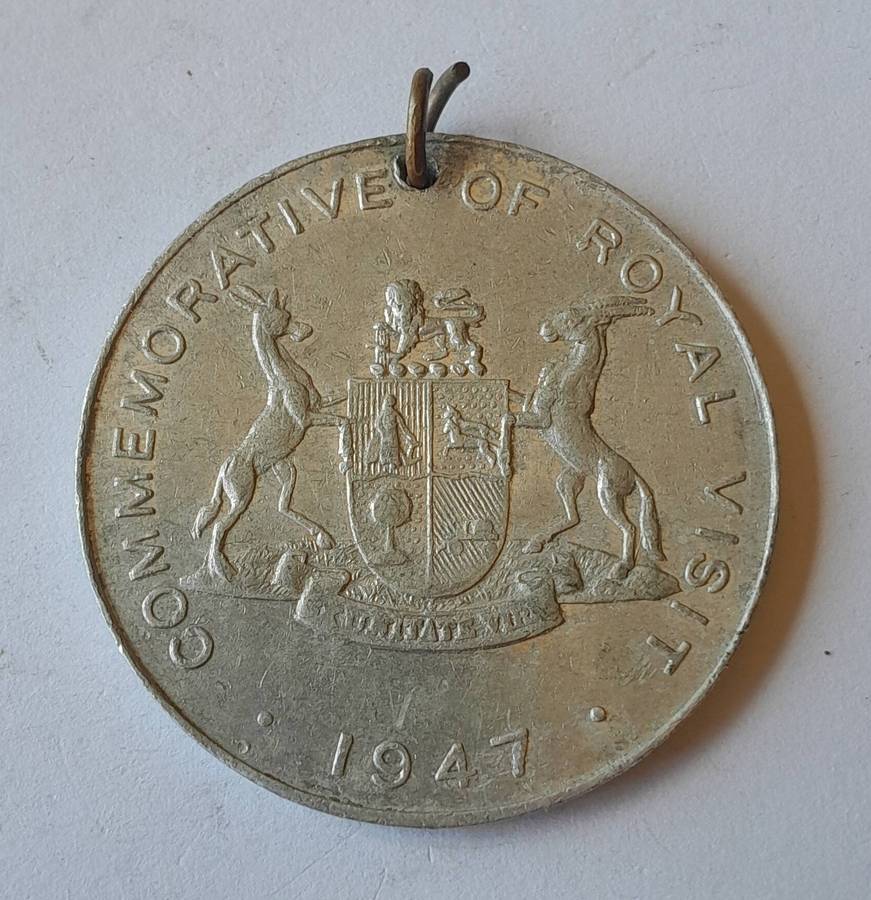 COMMEMORATIVE OF ROYAL VISIT
1947